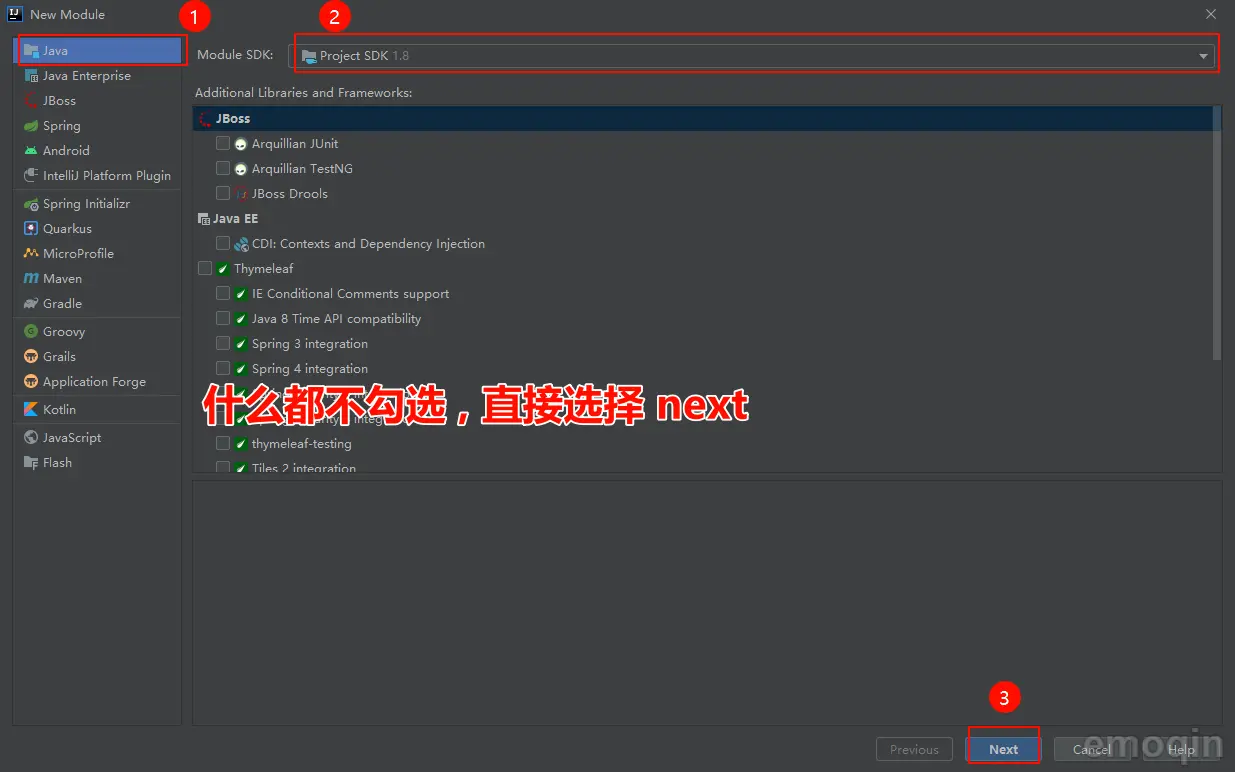 New Module
1
2
Java
Java Enterprise
JBoss
Spring
Android
IntelliJ Platform Plugin
Spring Initializr
Quarkus
MicroProfile
Maven
Gradle
Groovy
Grails
Application Forge
Kotlin
JavaScript
Flash
Module SDK:
Project SDK 1.8
Additional Libraries and Frameworks:
JBoss
Arquillian JUnit
Arquillian TestNG
JBoss Drools
Java EE
CDI: Contexts and Dependency Injection
Thymeleaf
IE Conditional Comments support
Java 8 Time API compatibility
Spring 3 integration
Spring 4 integration
什么都不勾选，直接选择 next
thymeleaf-testing
Tiles 2 integration
3
Previous
Next
Cancel
Help
emoqin